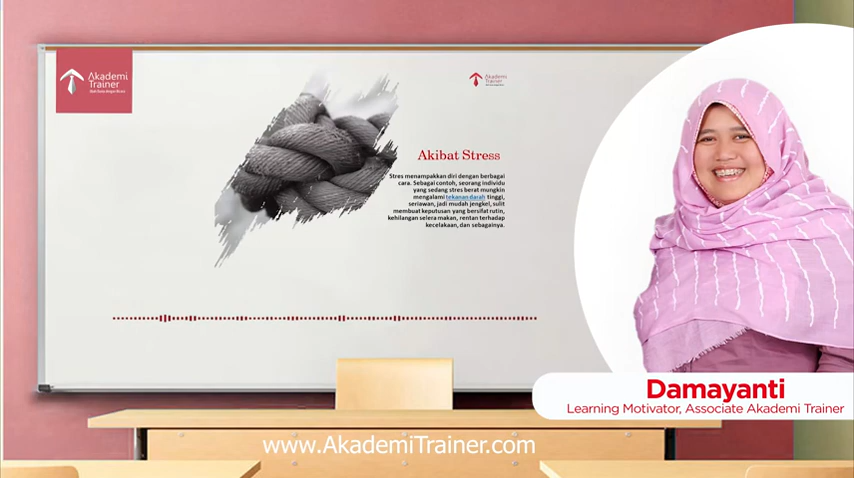 Akademi
Trainer
Akademi
Trainer
Akibat Stress
Stres menampakkan diri dengan berbagai
cara. Sebagai contoh, seorang individu
yang sedang stres berat mungkin
mengalami tekanan darah tinggi,
seriawan, jadi mudah jengkel, sulit
membuat keputusan yang bersifat rutin,
kehilangan selera makan, rentan terhadap
kecelakaan, dan sebagainya.
Damayanti
Learning Motivator, Associate Akademi Trainer
www.AkademiTrainer.com